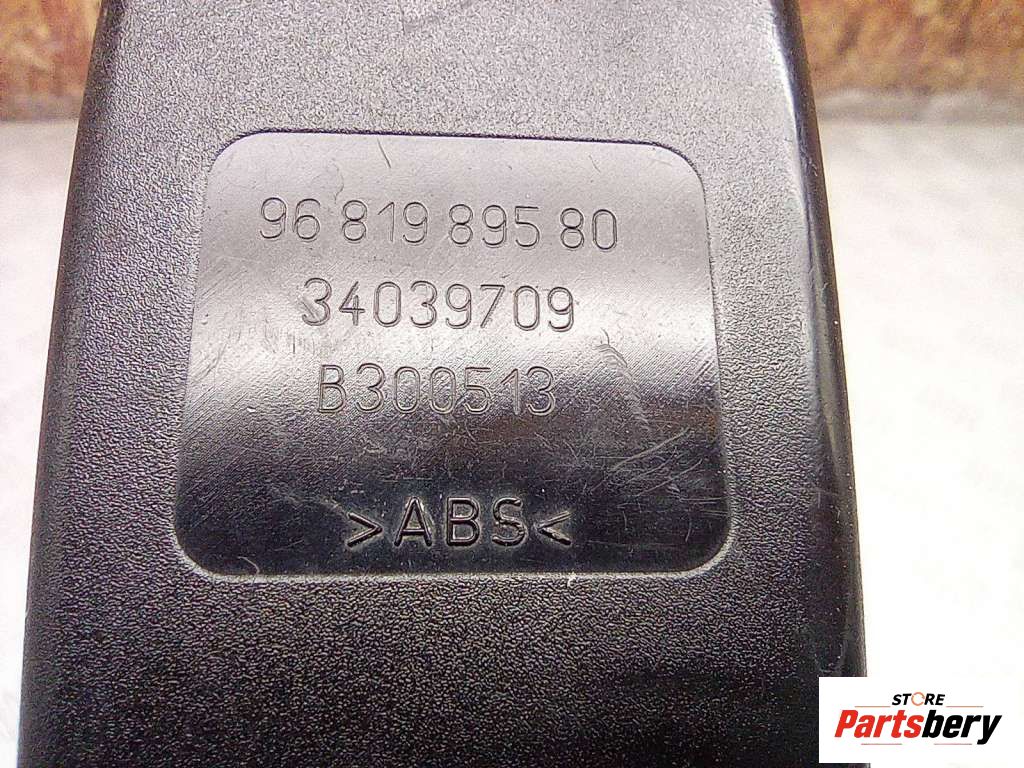 96 819 895 80
34039709
B300513
>ABS<
STORE
Partsbery